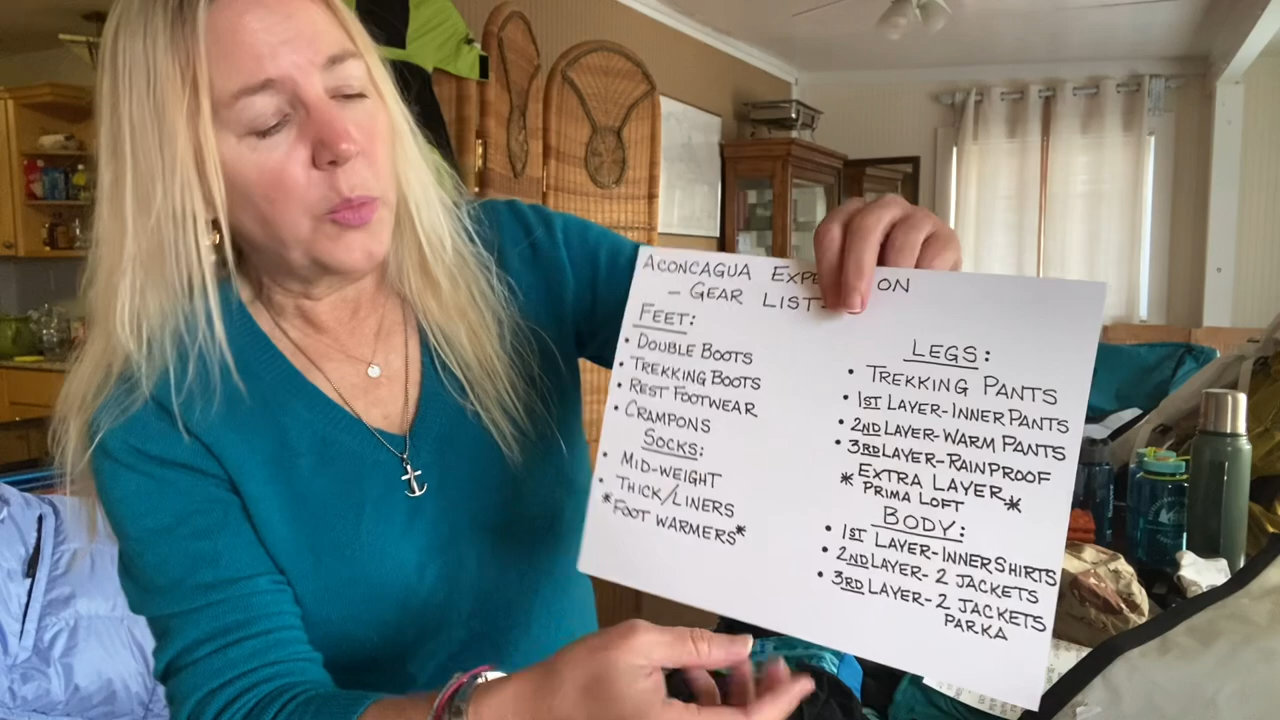 ACONCAGUA EXPE ON
- GEAR LIST-
FEET:
• DOUBLE BOOTS
• TREKKING BOOTS
• REST FOOTWEAR
• CRAMPONS
SOCKS:
• MID-WEIGHT
• THICK/LINERS
*FOOT WARMERS*
LEGS:
• TREKKING PANTS
• 1ST LAYER-INNER PANTS
• 2ND LAYER-WARM PANTS
• 3RD LAYER-RAINPROOF
* EXTRA LAYER *
PRIMA LOFT
BODY:
• 1ST LAYER-INNER SHIRTS
• 2ND LAYER- 2 JACKETS
• 3RD LAYER- 2 JACKETS
PARKA